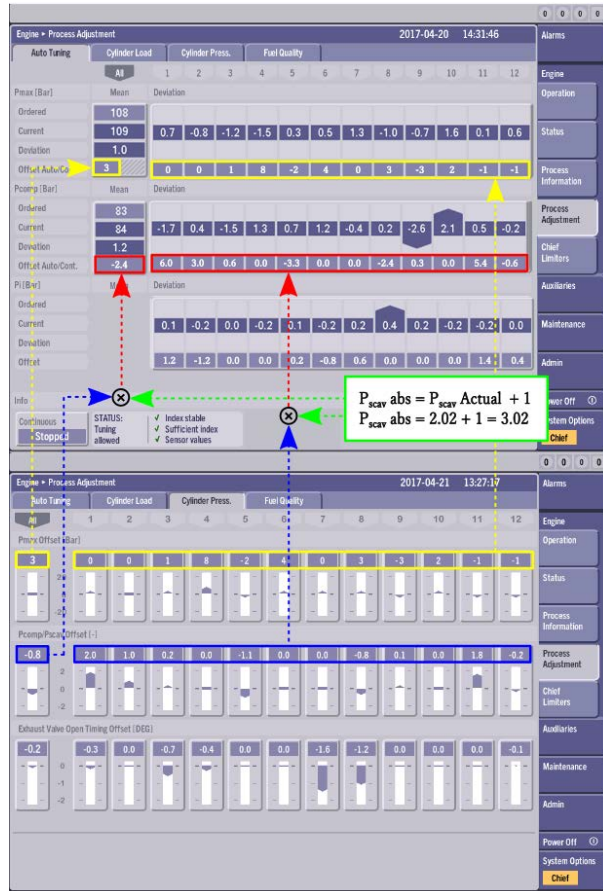 0 0 0 0
Engine ▸ Process Adjustment 2017-04-20 14:31:46 Alarms
Auto Tuning Cylinder Load Cylinder Press. Fuel Quality
All 1 2 3 4 5 6 7 8 9 10 11 12 Engine
Pmax [Bar] Mean Deviation Operation
Ordered 108
Current 109 0.7 -0.8 -1.2 -1.5 0.3 0.5 1.3 -1.0 -0.7 1.6 0.1 0.6 Status
Deviation 1.0
Offset Auto/Co 3 0 0 1 8 -2 4 0 3 -3 2 -1 -1 Process Information
Pcomp [Bar] Mean Deviation
Ordered 83 Process Adjustment
Current 84 -1.7 0.4 -1.5 1.3 0.7 1.2 -0.4 0.2 -2.6 2.1 0.5 -0.2
Deviation 1.2 Chief Limiters
Offset Auto/Cont. -2.4 6.0 3.0 0.6 0.0 -3.3 0.0 0.0 -2.4 0.3 0.0 5.4 -0.6
Pi [Bar] Deviation Auxiliaries
Ordered
Current 0.1 -0.2 0.0 -0.2 0.1 -0.2 0.2 0.4 0.2 -0.2 -0.2 0.0 Maintenance
Deviation
Offset 1.2 -1.2 0.0 0.0 0.2 -0.8 0.6 0.0 0.0 0.0 1.4 0.4 Admin
Info
P scav abs = P scav Actual + 1
P scav abs = 2.02 + 1 = 3.02
Continuous
Stopped
STATUS:
Tuning
allowed
✓ Index stable
✓ Sufficient index
✓ Sensor values
Power Off
System Options
Chief
0 0 0 0
Engine ▸ Process Adjustment 2017-04-21 13:27:17 Alarms
Auto Tuning Cylinder Load Cylinder Press. Fuel Quality
All 1 2 3 4 5 6 7 8 9 10 11 12 Engine
Pmax Offset [Bar] Operation
3 0 0 1 8 -2 4 0 3 -3 2 -1 -1
20 Status
0
-20
Process Information
Pcomp/Pscav Offset [-]
-0.8 2.0 1.0 0.2 0.0 -1.1 0.0 0.0 -0.8 0.1 0.0 1.8 -0.2 Process Adjustment
2
0
-2
Chief Limiters
Exhaust Valve Open Timing Offset [DEG] Auxiliaries
-0.2 -0.3 0.0 -0.7 -0.4 0.0 0.0 -1.6 -1.2 0.0 0.0 0.0 -0.1
0 Maintenance
-1
-2
Admin
Power Off
System Options
Chief